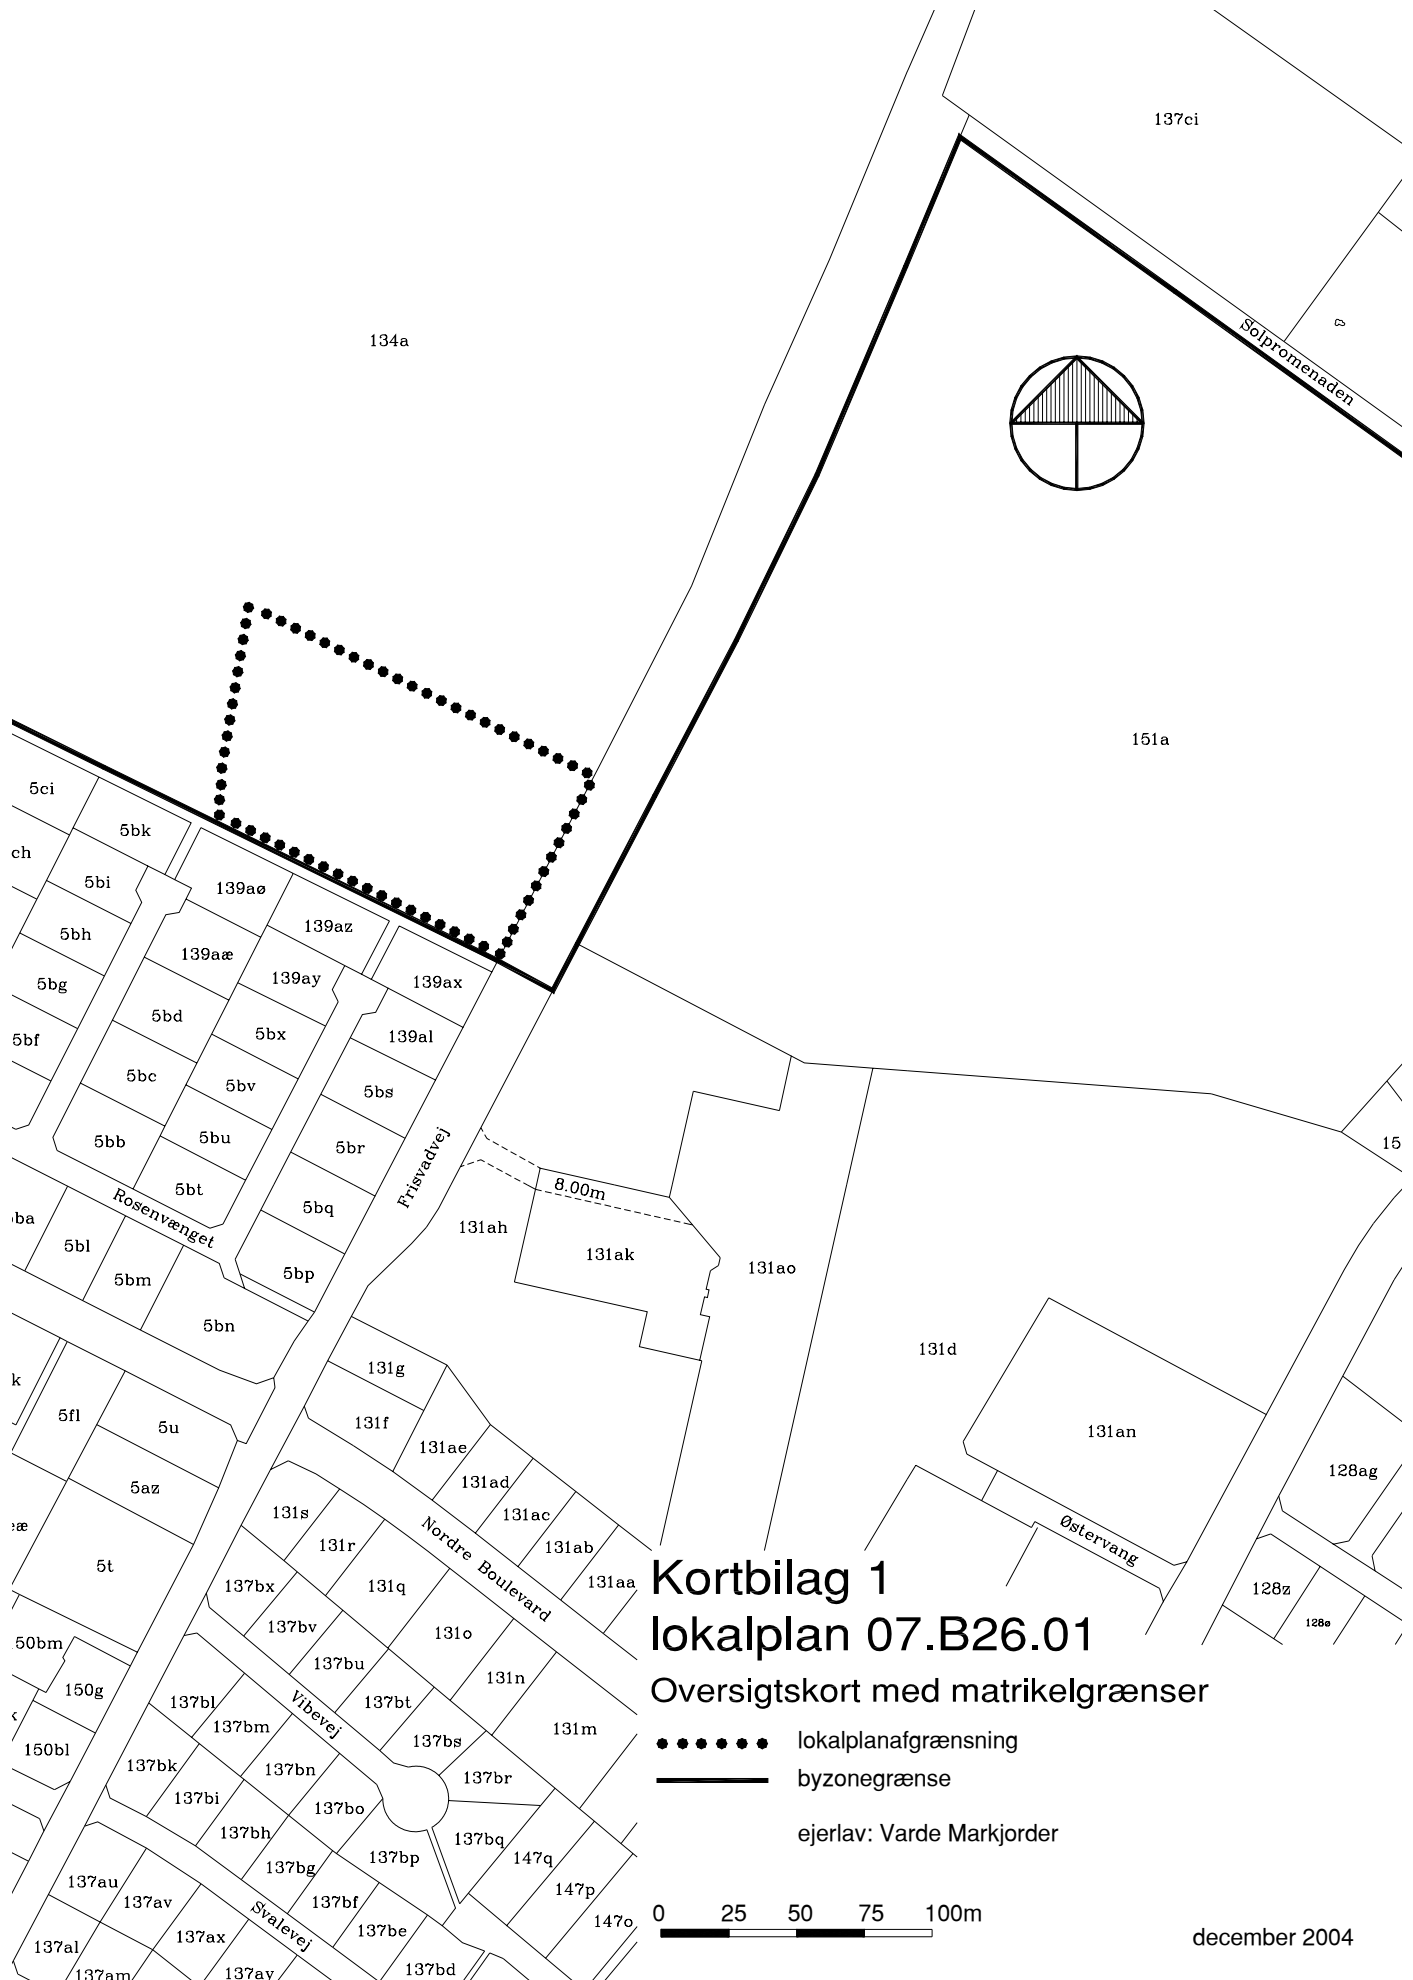 137ci
134a
Solpromenaden
151a
5ci
5bk
ch
5bi
139aø
139az
5bh
139aæ
139ay
139ax
5bg
5bd
5bx
139al
5bf
5bc
5bv
5bs
5bb
5bu
5br
15
5bt
Frisvadvej
8.00m
Rosenvænget
5bq
131ah
ba
5bl
131ak
131ao
5bm
5bp
5bn
131g
131d
k
5fl
5u
131f
131ae
131an
5az
131ad
128ag
131s
131ac
eæ
131r
Nordre Boulevard
131ab
Østervang
5t
137bx
131q
131aa
Kortbilag 1
128z
137bv
131o
lokalplan 07.B26.01
128ø
50bm
137bu
131n
150g
137bl
Vibevej
137bt
Oversigtskort med matrikelgrænser
137bm
131m
k
150bl
137bs
lokalplanafgrænsning
137bk
137bn
137br
byzonegrænse
137bi
137bo
137bh
137bq
ejerlav: Varde Markjorder
137bg
137bp
147q
137au
147p
137av
137bf
0 25 50 75 100m
137ax
Svalevej
137be
147o
december 2004
137al
137am
137ay
137bd